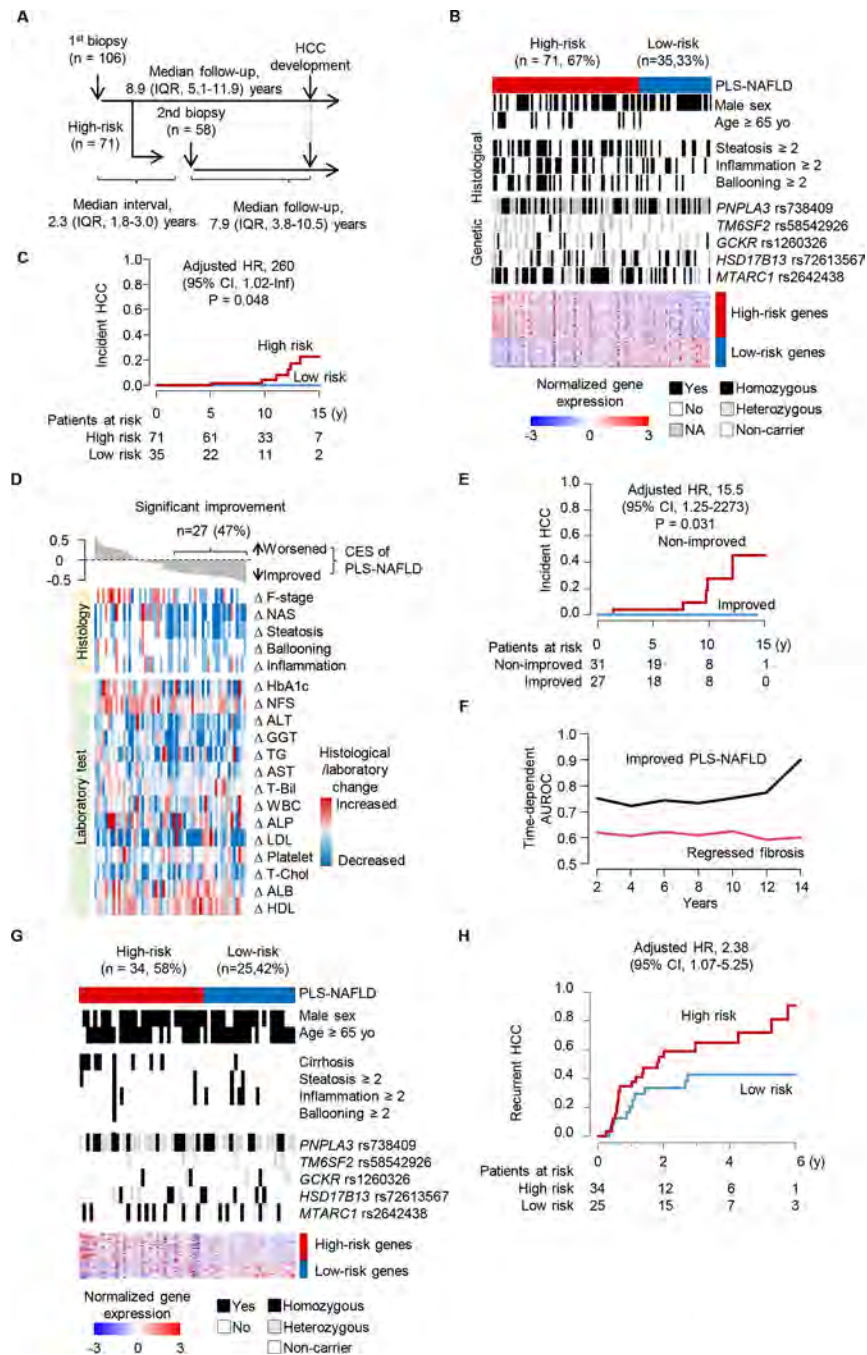 A
1st biopsy
(n = 106)
HCC
development
Median follow-up,
8.9 (IQR, 5.1-11.9) years
High-risk
(n = 71)
2nd biopsy
(n = 58)
Median interval,
2.3 (IQR, 1.8-3.0) years
Median follow-up,
7.9 (IQR, 3.8-10.5) years
B
High-risk
(n = 71, 67%)
Low-risk
(n=35,33%)
PLS-NAFLD
Male sex
Age ≥ 65 yo
Histological
Steatosis ≥ 2
Inflammation ≥ 2
Ballooning ≥ 2
Genetic
PNPLA3 rs738409
TM6SF2 rs58542926
GCKR rs1260326
HSD17B13 rs72613567
MTARC1 rs2642438
High-risk genes
Low-risk genes
Normalized gene
expression
-3 0 3
Yes
No
NA
Homozygous
Heterozygous
Non-carrier
C
Adjusted HR, 260
(95% CI, 1.02-Inf)
P = 0.048
Incident HCC
1.0
0.8
0.6
0.4
0.2
0.0
High risk
Low risk
0 5 10 15 (y)
Patients at risk
High risk 71 61 33 7
Low risk 35 22 11 2
D
Significant improvement
n=27 (47%)
0.5
0
-0.5
Worsened
Improved
CES of
PLS-NAFLD
Histology
Δ F-stage
Δ NAS
Δ Steatosis
Δ Ballooning
Δ Inflammation
Laboratory test
Δ HbA1c
Δ NFS
Δ ALT
Δ GGT
Δ TG
Δ AST
Δ T-Bil
Δ WBC
Δ ALP
Δ LDL
Δ Platelet
Δ T-Chol
Δ ALB
Δ HDL
Histological
/laboratory
change
Increased
Decreased
E
Adjusted HR, 15.5
(95% CI, 1.25-2273)
P = 0.031
Incident HCC
1.0
0.8
0.6
0.4
0.2
0.0
Non-improved
Improved
0 5 10 15 (y)
Patients at risk
Non-improved 31 19 8 1
Improved 27 18 8 0
F
Time-dependent
AUROC
1.0
0.9
0.8
0.7
0.6
0.5
Improved PLS-NAFLD
Regressed fibrosis
2 4 6 8 10 12 14
Years
G
High-risk
(n = 34, 58%)
Low-risk
(n=25,42%)
PLS-NAFLD
Male sex
Age ≥ 65 yo
Cirrhosis
Steatosis ≥ 2
Inflammation ≥ 2
Ballooning ≥ 2
PNPLA3 rs738409
TM6SF2 rs58542926
GCKR rs1260326
HSD17B13 rs72613567
MTARC1 rs2642438
High-risk genes
Low-risk genes
Normalized gene
expression
-3 0 3
Yes
No
Homozygous
Heterozygous
Non-carrier
H
Adjusted HR, 2.38
(95% CI, 1.07-5.25)
Recurrent HCC
1.0
0.8
0.6
0.4
0.2
0.0
High risk
Low risk
0 2 4 6 (y)
Patients at risk
High risk 34 12 6 1
Low risk 25 15 7 3